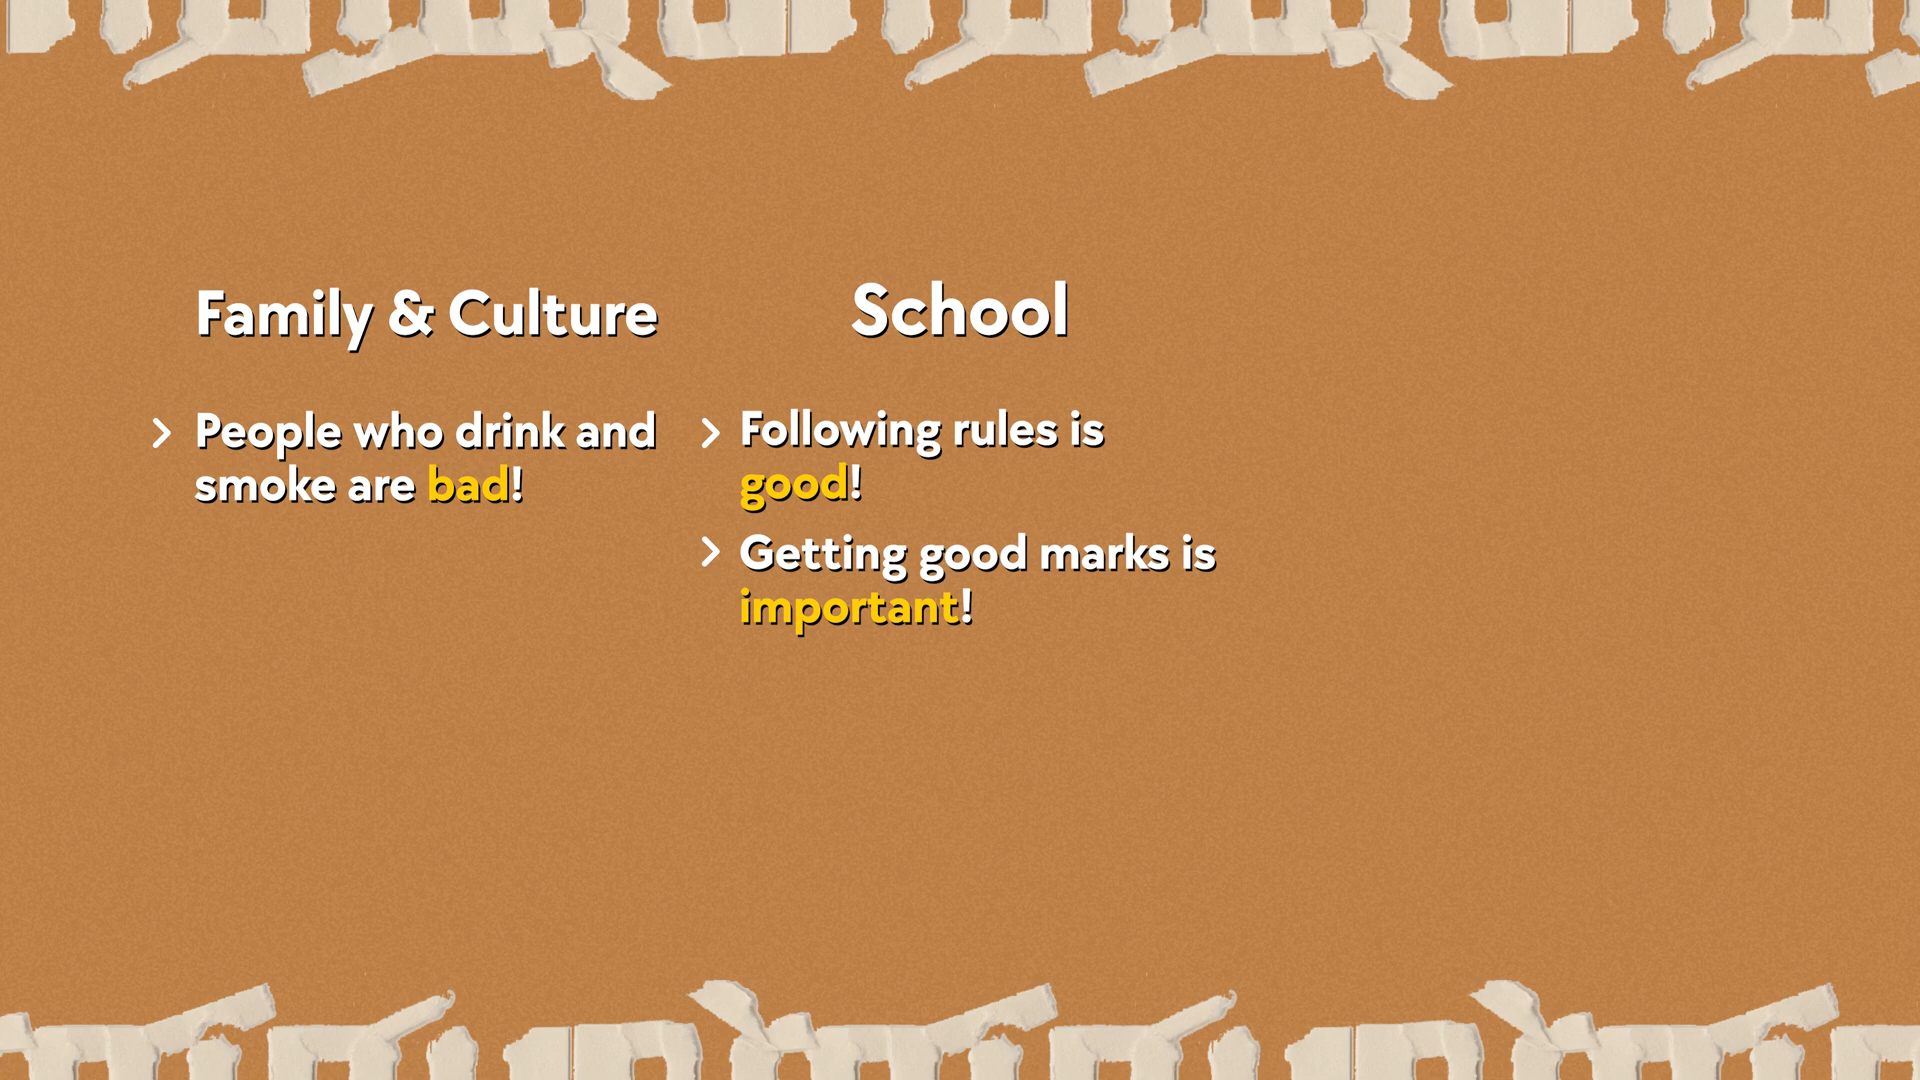 Family & Culture
People who drink and
smoke are bad!
School
Following rules is
good!
Getting good marks is
important!